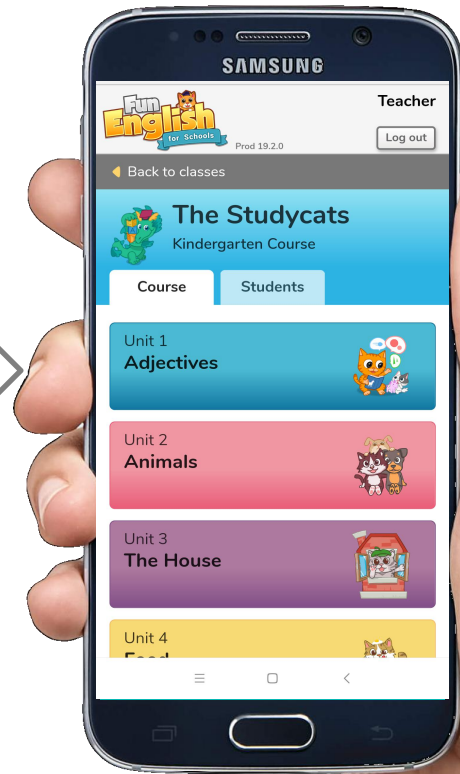 SAMSUNG
Fun
English
for Schools
Prod 19.2.0
Teacher
Log out
Back to classes
The Studycats
Kindergarten Course
Course
Students
Unit 1
Adjectives
Unit 2
Animals
Unit 3
The House
Unit 4
Food